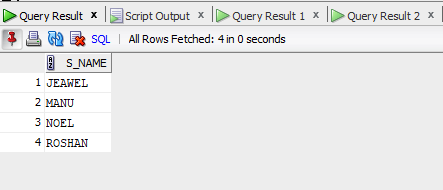 Query Result x Script Output x Query Result 1 x Query Result 2 x
SQL | All Rows Fetched: 4 in 0 seconds
S_NAME
1 JEAWEL
2 MANU
3 NOEL
4 ROSHAN